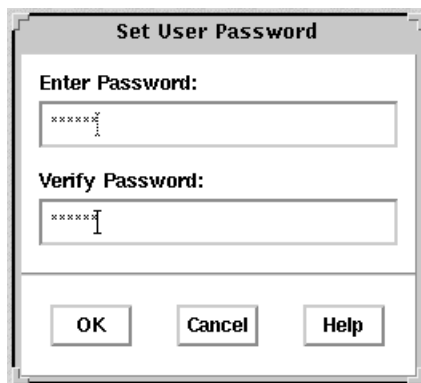 Set User Password
Enter Password:
******
Verify Password:
******
OK Cancel Help